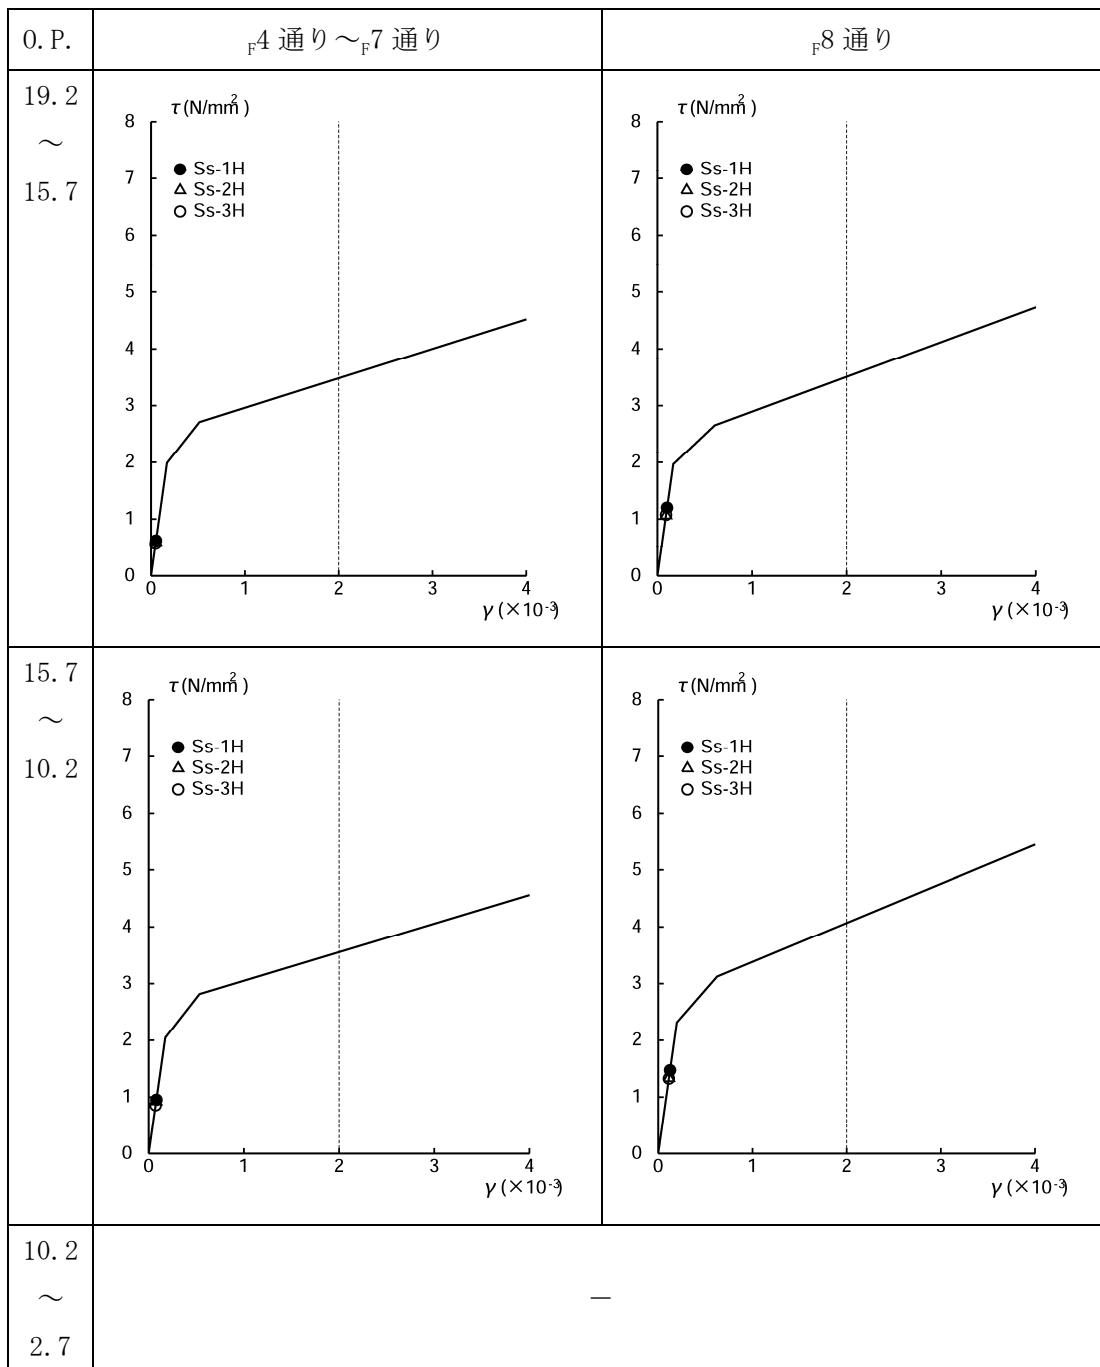 O.P.
F4 通り～F7 通り
F8 通り
19.2
～
15.7
τ(N/mm²)
8
7
6
5
4
3
2
1
0
● Ss-1H
△ Ss-2H
○ Ss-3H
0 1 2 3 4
γ(×10⁻³)
τ(N/mm²)
8
7
6
5
4
3
2
1
0
● Ss-1H
△ Ss-2H
○ Ss-3H
0 1 2 3 4
γ(×10⁻³)
15.7
～
10.2
τ(N/mm²)
8
7
6
5
4
3
2
1
0
● Ss-1H
△ Ss-2H
○ Ss-3H
0 1 2 3 4
γ(×10⁻³)
τ(N/mm²)
8
7
6
5
4
3
2
1
0
● Ss-1H
△ Ss-2H
○ Ss-3H
0 1 2 3 4
γ(×10⁻³)
10.2
～
2.7
－